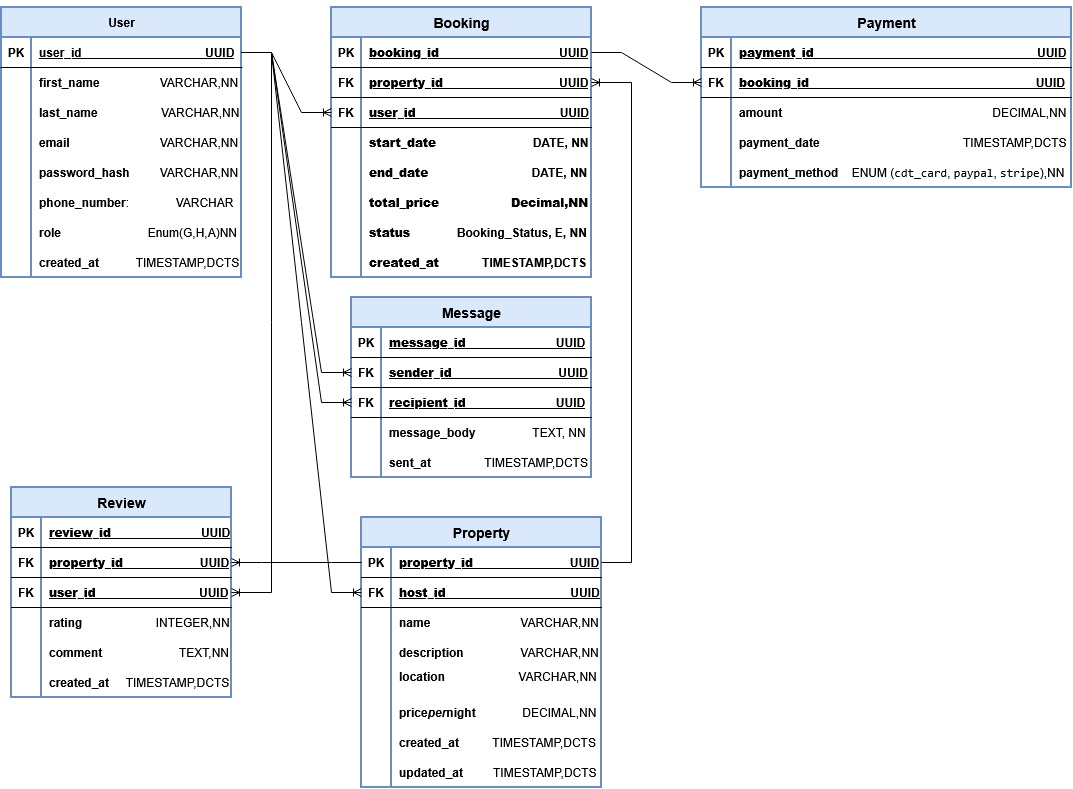 User
PK user_id UUID
first_name VARCHAR,NN
last_name VARCHAR,NN
email VARCHAR,NN
password_hash VARCHAR,NN
phone_number: VARCHAR
role Enum(G,H,A)NN
created_at TIMESTAMP,DCTS
Booking
PK booking_id UUID
FK property_id UUID
FK user_id UUID
start_date DATE, NN
end_date DATE, NN
total_price Decimal,NN
status Booking_Status, E, NN
created_at TIMESTAMP,DCTS
Payment
PK payment_id UUID
FK booking_id UUID
amount DECIMAL,NN
payment_date TIMESTAMP,DCTS
payment_method ENUM (cdt_card, paypal, stripe),NN
Message
PK message_id UUID
FK sender_id UUID
FK recipient_id UUID
message_body TEXT, NN
sent_at TIMESTAMP,DCTS
Review
PK review_id UUID
FK property_id UUID
FK user_id UUID
rating INTEGER,NN
comment TEXT,NN
created_at TIMESTAMP,DCTS
Property
PK property_id UUID
FK host_id UUID
name VARCHAR,NN
description VARCHAR,NN
location VARCHAR,NN
pricepernight DECIMAL,NN
created_at TIMESTAMP,DCTS
updated_at TIMESTAMP,DCTS